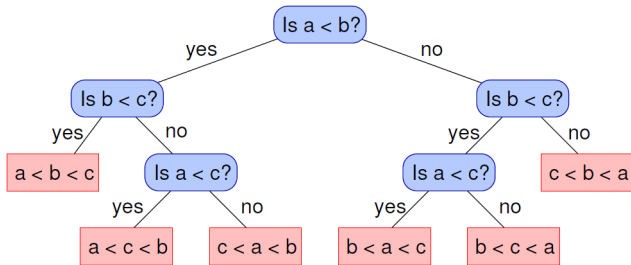 Is a < b?
yes
no
Is b < c?
Is b < c?
yes
no
yes
no
a < b < c
Is a < c?
Is a < c?
c < b < a
yes
no
yes
no
a < c < b
c < a < b
b < a < c
b < c < a